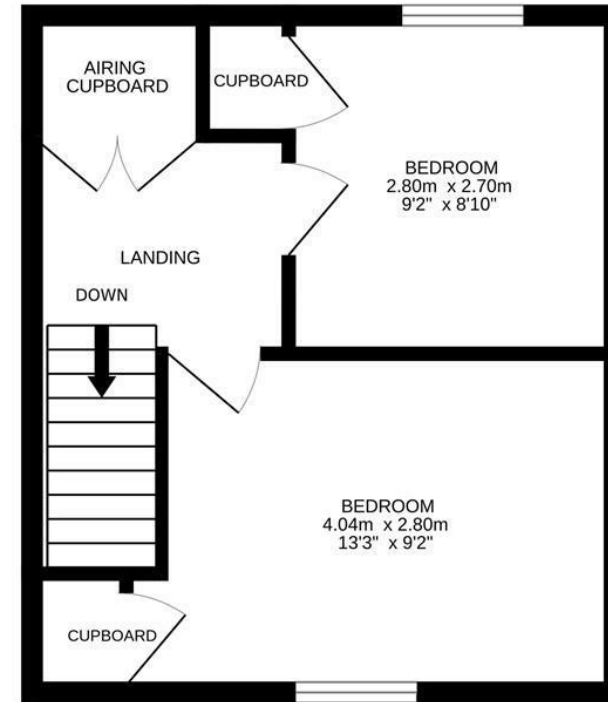 AIRING
CUPBOARD
CUPBOARD
BEDROOM
2.80m x 2.70m
9'2" x 8'10"
LANDING
DOWN
BEDROOM
4.04m x 2.80m
13'3" x 9'2"
CUPBOARD